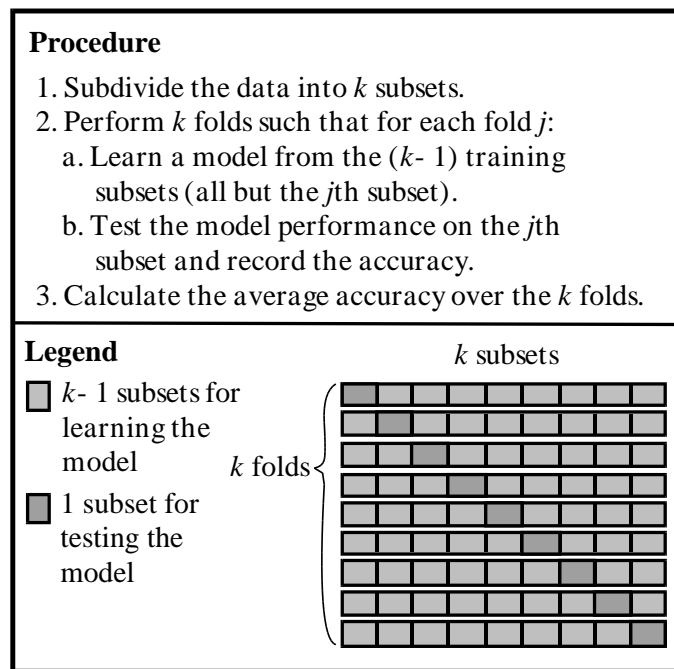 Procedure
1. Subdivide the data into k subsets.
2. Perform k folds such that for each fold j:
a. Learn a model from the (k- 1) training
subsets (all but the jth subset).
b. Test the model performance on the jth
subset and record the accuracy.
3. Calculate the average accuracy over the k folds.
Legend
k- 1 subsets for
learning the
model
1 subset for
testing the
model
k subsets
k folds